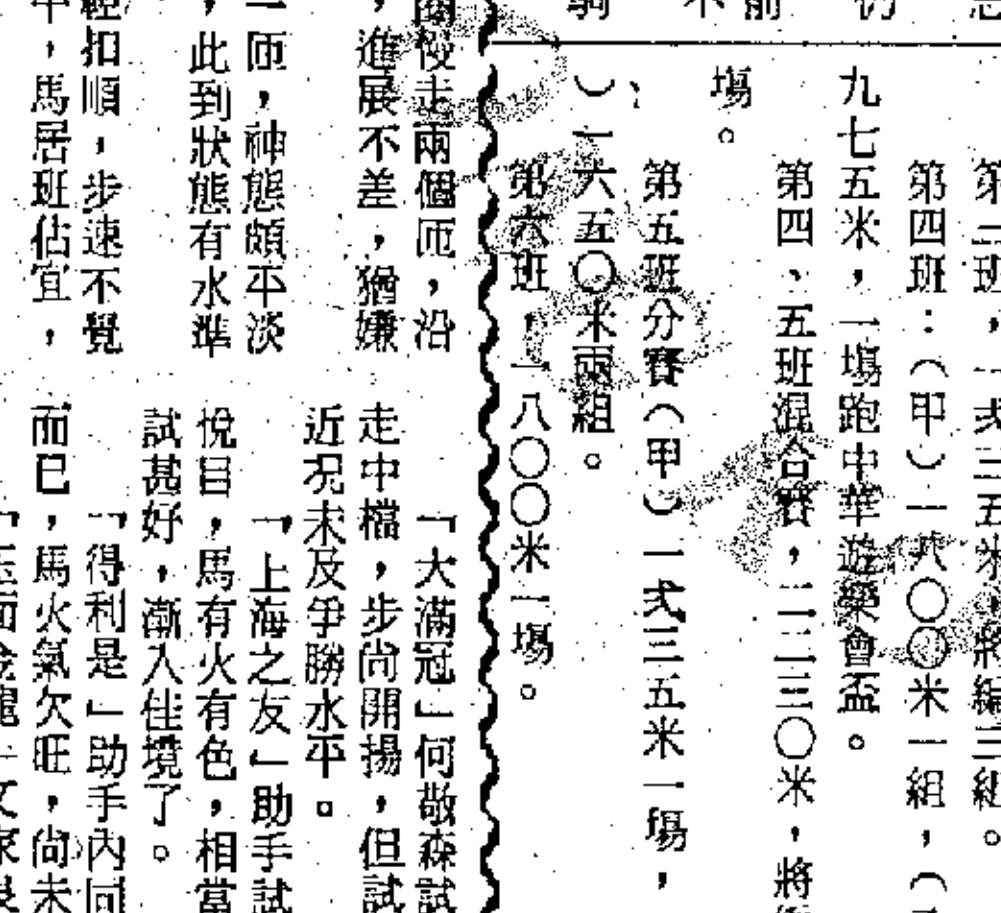 第三班，一弍三五米，將編三組。
第四班：（甲）一六〇〇米一組，（
九七五米，一場跑中華遊樂會盃。
第四、五班混合賽，二二三〇米，將
場。
第五班分賽（甲）一弍三五米一場，
）一六五〇米兩組。
第六班，一八〇〇米一場。
閘慢走兩個匝，沿
，進展不差，猶嫌
匝，神態頗平淡
，此到狀態有水準
扣順，步速不覺
，馬居班佔宜，
「大滿冠」何敬森試
走中檔，步尚開揚，但試
近况未及爭勝水平。
「上海之友」助手試
悅目，馬有火有色，相當
試甚好，漸入佳境了。
「得利是」助手內同
而已，馬火氣欠旺，尚未